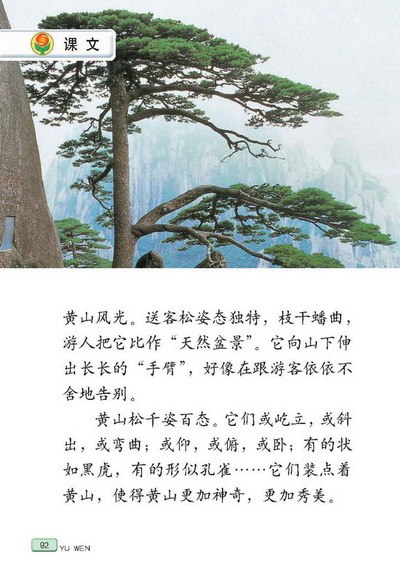 课文
黄山风光。送客松姿态独特，枝干蟠曲，
游人把它比作“天然盆景”。它向山下伸
出长长的“手臂”，好像在跟游客依依不
舍地告别。
黄山松千姿百态。它们或屹立，或斜
出，或弯曲；或仰，或俯，或卧；有的状
如黑虎，有的形似孔雀……它们装点着
黄山，使得黄山更加神奇，更加秀美。
92
YU WEN